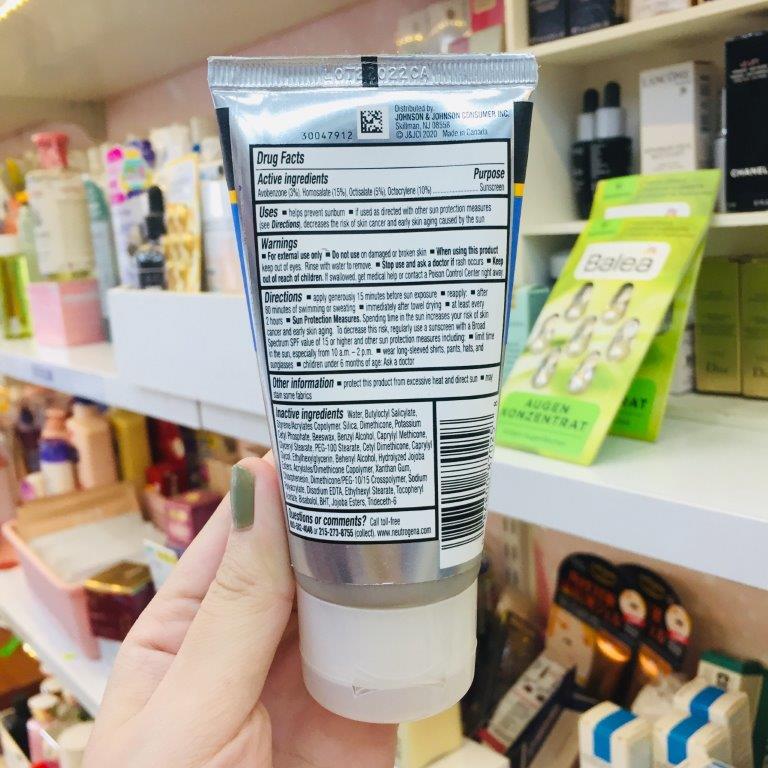 LOT 022CA
30047912
Distributed by
JOHNSON & JOHNSON CONSUMER INC.
Skillman, NJ 08558
© J&JCI 2020 Made in Canada
Drug Facts
Active ingredients Purpose
Avobenzone (3%), Homosalate (15%), Octisalate (5%), Octocrylene (10%) Sunscreen
Uses ▪ helps prevent sunburn ▪ if used as directed with other sun protection measures
(see Directions, decreases the risk of skin cancer and early skin aging caused by the sun
Warnings
▪ For external use only ▪ Do not use on damaged or broken skin ▪ When using this product
keep out of eyes. Rinse with water to remove. ▪ Stop use and ask a doctor if rash occurs ▪ Keep
out of reach of children. If swallowed, get medical help or contact a Poison Control Center right away
Directions ▪ apply generously 15 minutes before sun exposure ▪ reapply: ▪ after
80 minutes of swimming or sweating ▪ immediately after towel drying ▪ at least every
2 hours ▪ Sun Protection Measures. Spending time in the sun increases your risk of skin
cancer and early skin aging. To decrease this risk, regularly use a sunscreen with a Broad
Spectrum SPF value of 15 or higher and other sun protection measures including: ▪ limit time
in the sun, especially from 10 a.m. – 2 p.m. ▪ wear long-sleeved shirts, pants, hats, and
sunglasses ▪ children under 6 months of age: Ask a doctor
Other information ▪ protect this product from excessive heat and direct sun ▪ may
stain some fabrics
Inactive ingredients Water, Butyloctyl Salicylate,
Styrene/Acrylates Copolymer, Silica, Dimethicone, Potassium
Cetyl Phosphate, Beeswax, Benzyl Alcohol, Caprylyl Methicone,
Glyceryl Stearate, PEG-100 Stearate, Cetyl Dimethicone, Caprylyl
Glycol, Ethylhexylglycerin, Behenyl Alcohol, Hydrolyzed Jojoba
Esters, Acrylates/Dimethicone Copolymer, Xanthan Gum,
Dimethicone/PEG-10/15 Crosspolymer, Sodium
Polyacrylate, Disodium EDTA, Ethylhexyl Stearate, Tocopheryl
Acetate, Bisabolol, BHT, Jojoba Esters, Trideceth-6
Questions or comments? Call toll-free
or 215-273-8755 (collect). www.neutrogena.com
LANCÔME
CHANEL
Balea
AUGEN
KONZENTRAT
Dior